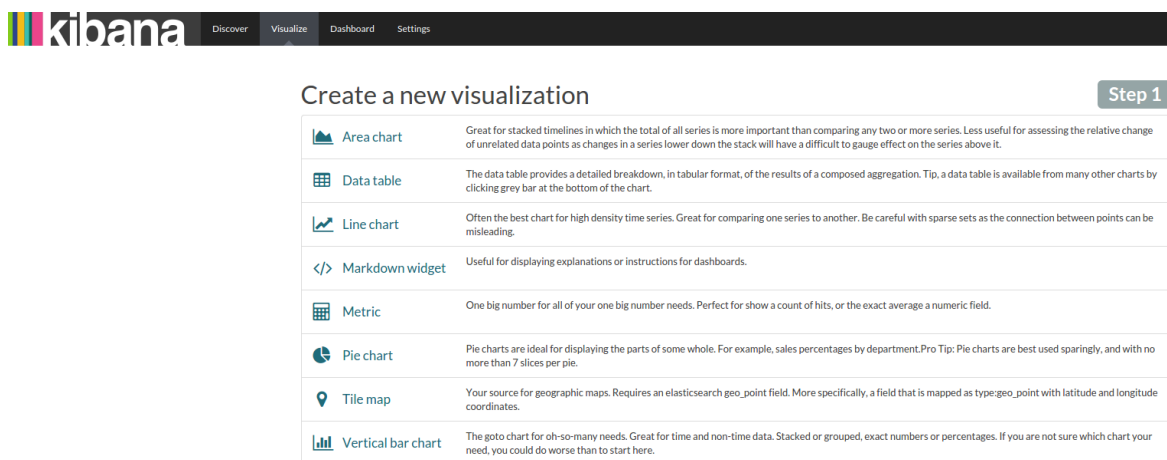 kibana Discover Visualize Dashboard Settings
Create a new visualization Step 1
Area chart Great for stacked timelines in which the total of all series is more important than comparing any two or more series. Less useful for assessing the relative change
of unrelated data points as changes in a series lower down the stack will have a difficult to gauge effect on the series above it.
Data table The data table provides a detailed breakdown, in tabular format, of the results of a composed aggregation. Tip, a data table is available from many other charts by
clicking grey bar at the bottom of the chart.
Line chart Often the best chart for high density time series. Great for comparing one series to another. Be careful with sparse sets as the connection between points can be
misleading.
Markdown widget Useful for displaying explanations or instructions for dashboards.
Metric One big number for all of your one big number needs. Perfect for show a count of hits, or the exact average a numeric field.
Pie chart Pie charts are ideal for displaying the parts of some whole. For example, sales percentages by department.Pro Tip: Pie charts are best used sparingly, and with no
more than 7 slices per pie.
Tile map Your source for geographic maps. Requires an elasticsearch geo_point field. More specifically, a field that is mapped as type:geo_point with latitude and longitude
coordinates.
Vertical bar chart The goto chart for oh-so-many needs. Great for time and non-time data. Stacked or grouped, exact numbers or percentages. If you are not sure which chart your
need, you could do worse than to start here.